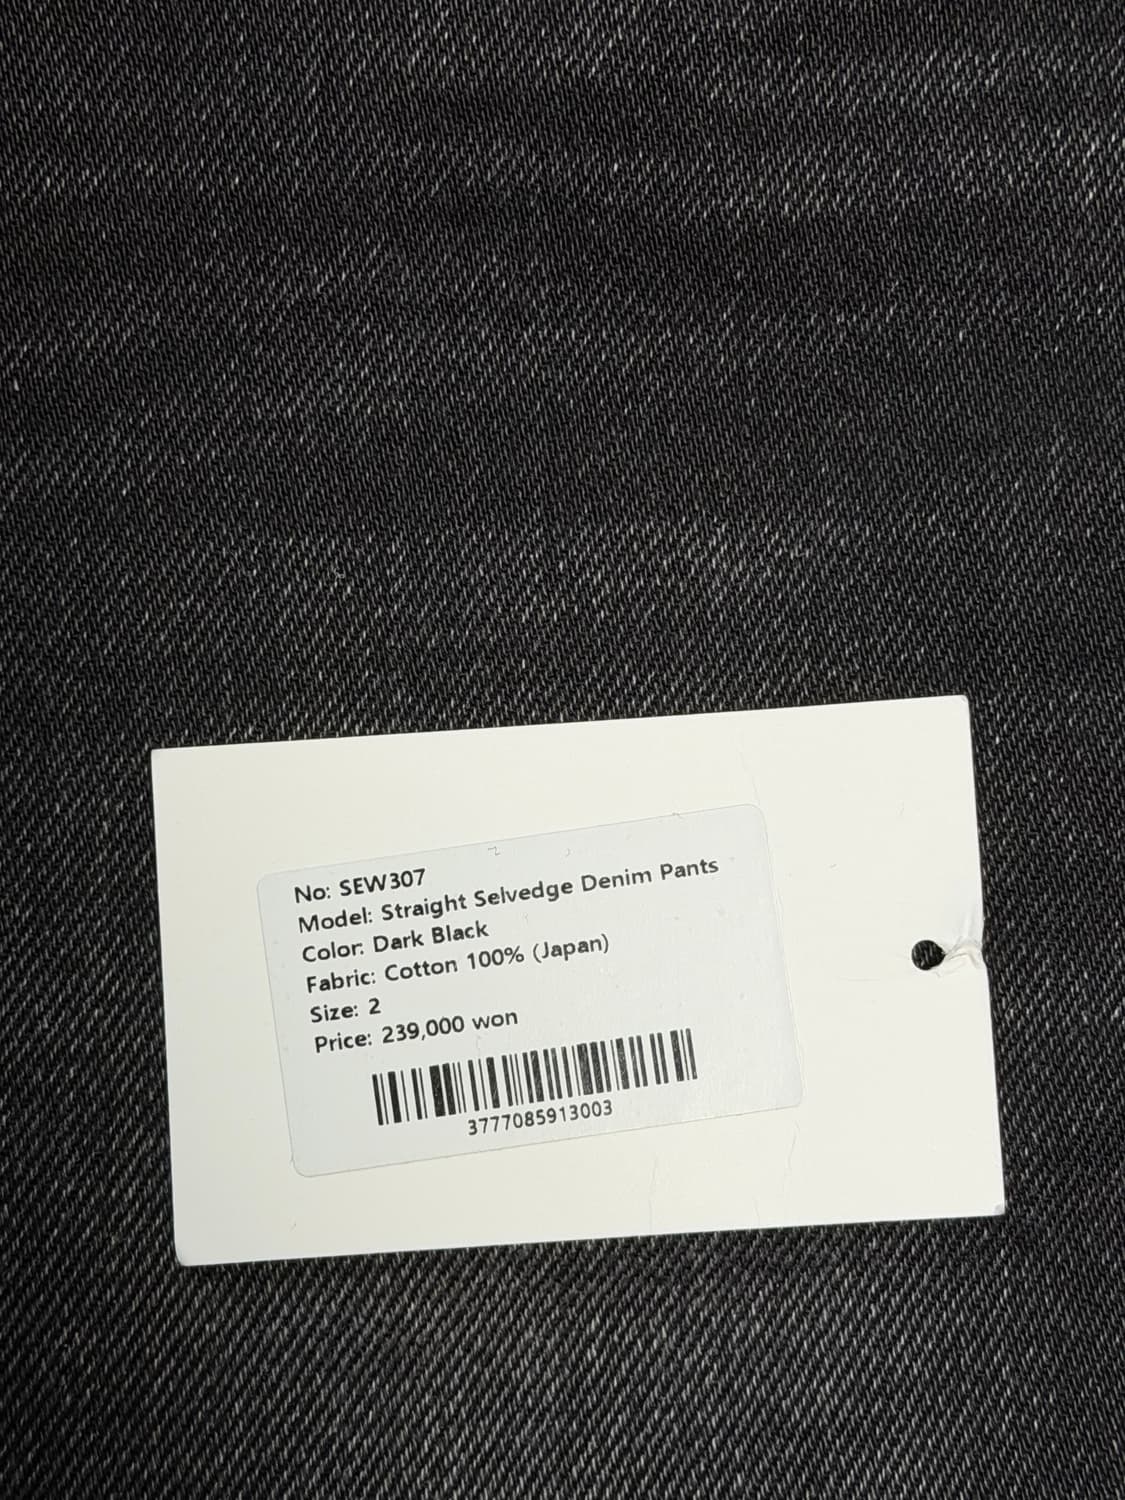 No: SEW307
Model: Straight Selvedge Denim Pants
Color: Dark Black
Fabric: Cotton 100% (Japan)
Size: 2
Price: 239,000 won
3777085913003